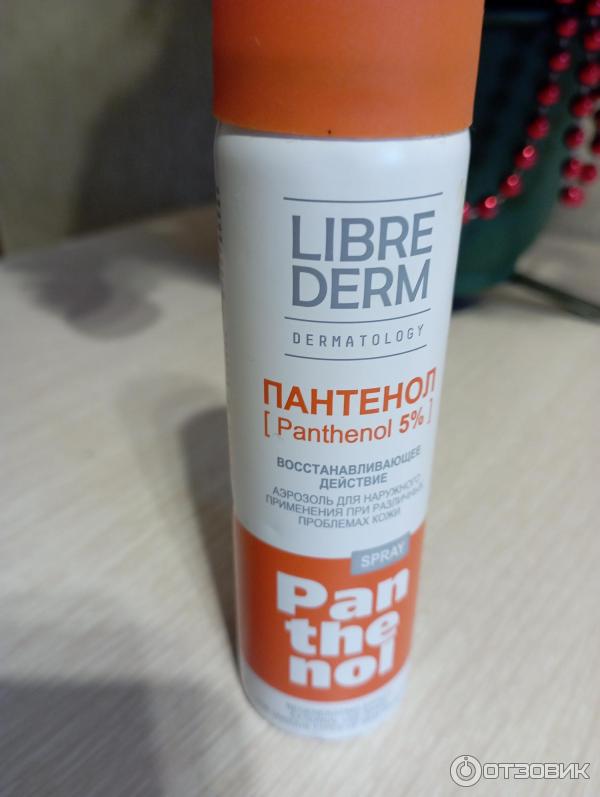 LIBRE
DERM
DERMATOLOGY
ПАНТЕНОЛ
[ Panthenol 5% ]
ВОССТАНАВЛИВАЮЩЕЕ
ДЕЙСТВИЕ
АЭРОЗОЛЬ ДЛЯ НАРУЖНОГО
ПРИМЕНЕНИЯ ПРИ РАЗЛИЧНЫХ
ПРОБЛЕМАХ КОЖИ
SPRAY
Pan
the
nol
ОТЗОВИК